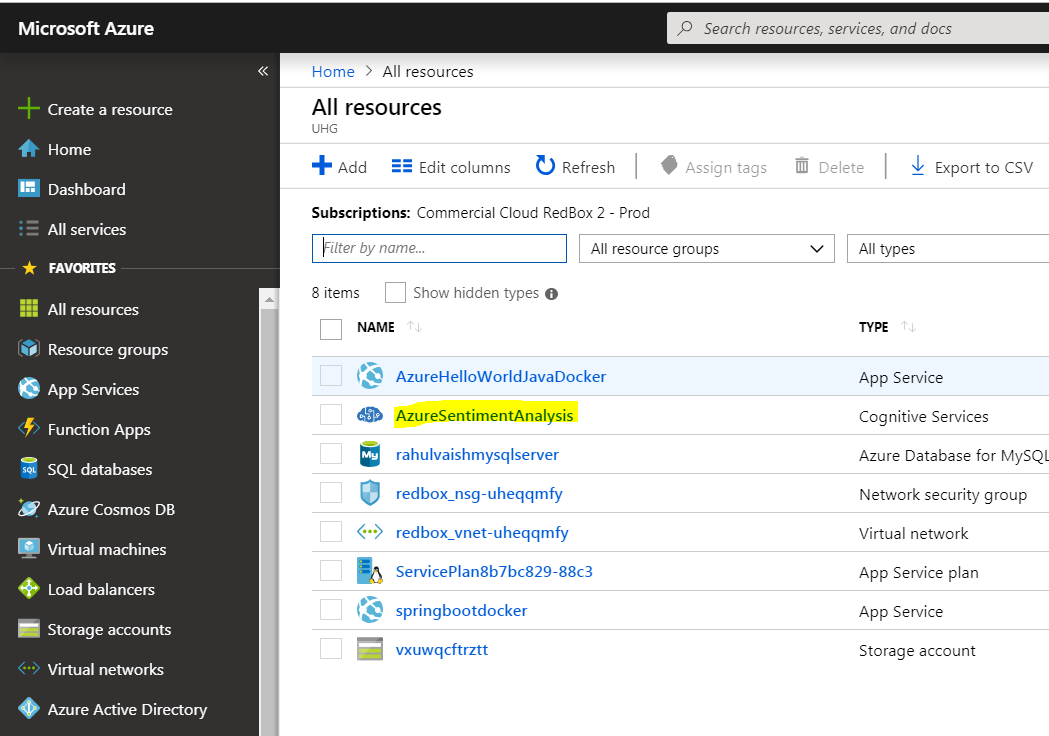 Microsoft Azure
Search resources, services, and docs
«
Create a resource
Home
Dashboard
All services
FAVORITES
All resources
Resource groups
App Services
Function Apps
SQL databases
Azure Cosmos DB
Virtual machines
Load balancers
Storage accounts
Virtual networks
Azure Active Directory
Home > All resources
All resources
UHG
Add Edit columns Refresh Assign tags Delete Export to CSV
Subscriptions: Commercial Cloud RedBox 2 - Prod
Filter by name... All resource groups All types
8 items Show hidden types
NAME TYPE
AzureHelloWorldJavaDocker App Service
AzureSentimentAnalysis Cognitive Services
rahulvaishmysqlserver Azure Database for MySQL
redbox_nsg-uheqqmfy Network security group
redbox_vnet-uheqqmfy Virtual network
ServicePlan8b7bc829-88c3 App Service plan
springbootdocker App Service
vxuwqcftrztt Storage account